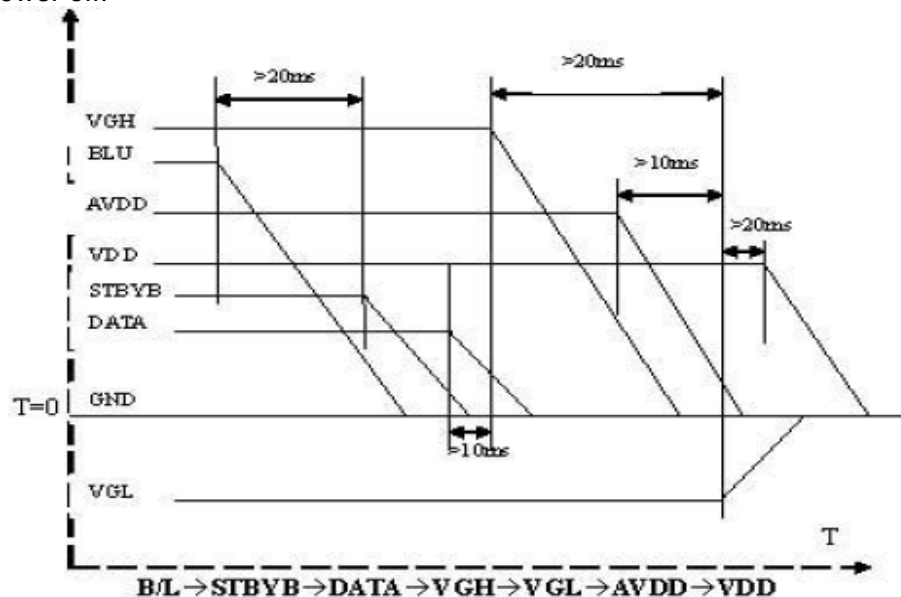 >20ms >20ms
VGH
BLU
>10ms
AVDD
>20ms
VDD
STBYB
DATA
T=0 GND
>10ms
VGL
T
B/L→STBYB→DATA→VGH→VGL→AVDD→VDD